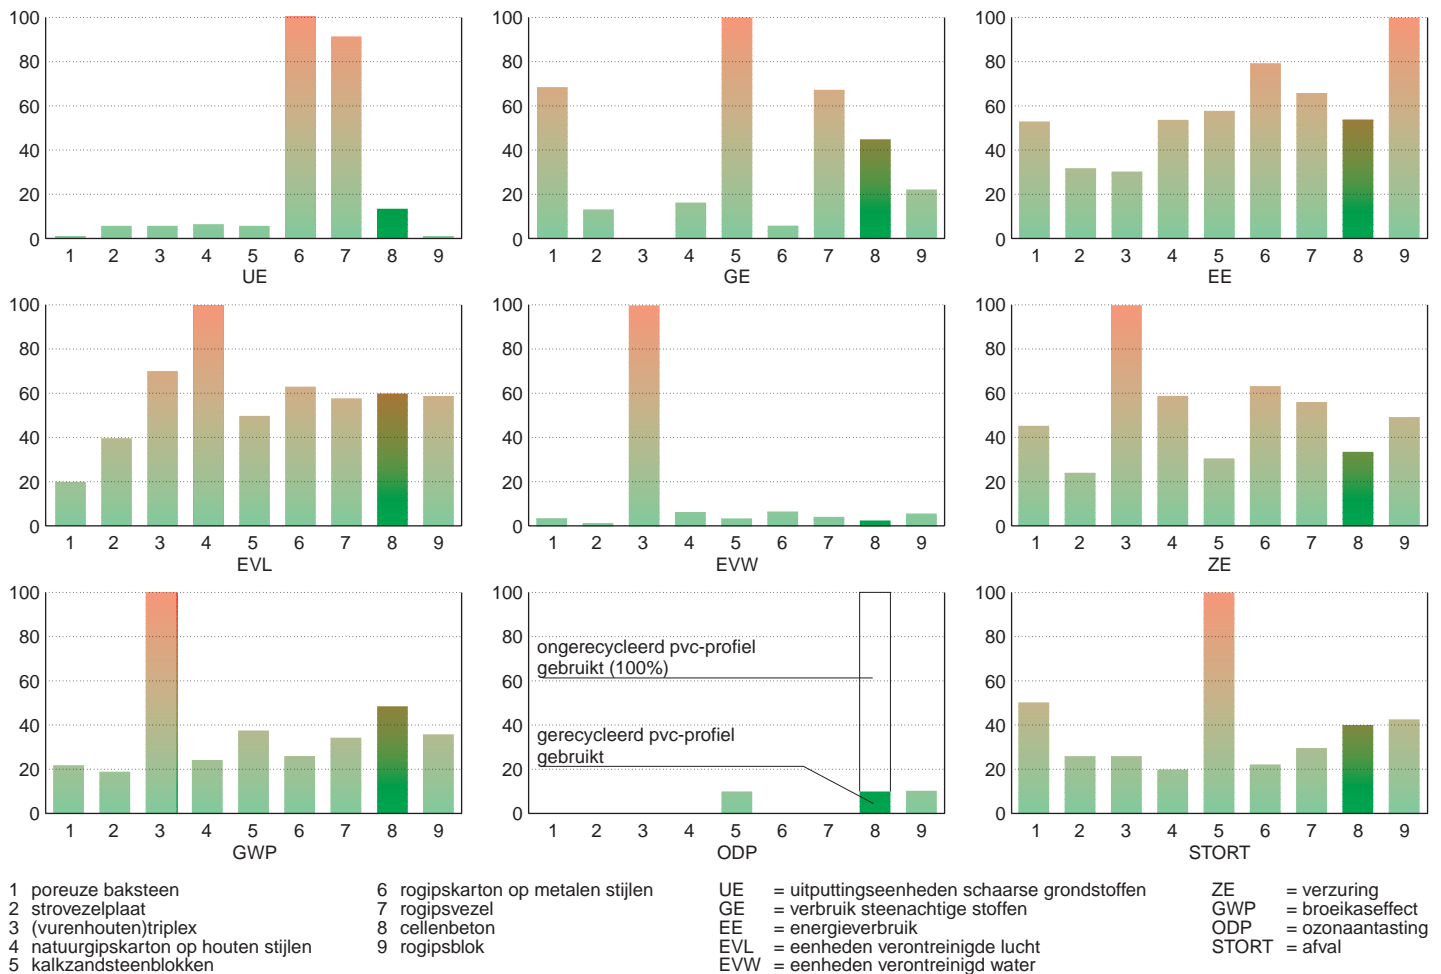 100
80
60
40
20
0
1 2 3 4 5 6 7 8 9
UE
100
80
60
40
20
0
1 2 3 4 5 6 7 8 9
GE
100
80
60
40
20
0
1 2 3 4 5 6 7 8 9
EE
100
80
60
40
20
0
1 2 3 4 5 6 7 8 9
EVL
100
80
60
40
20
0
1 2 3 4 5 6 7 8 9
EVW
100
80
60
40
20
0
1 2 3 4 5 6 7 8 9
ZE
100
80
60
40
20
0
1 2 3 4 5 6 7 8 9
GWP
100
80
60
40
20
0
ongerecycleerd pvc-profiel
gebruikt (100%)
gerecycleerd pvc-profiel
gebruikt
1 2 3 4 5 6 7 8 9
ODP
100
80
60
40
20
0
1 2 3 4 5 6 7 8 9
STORT
1 poreuze baksteen
2 strovezelplaat
3 (vurenhouten)triplex
4 natuurgipskarton op houten stijlen
5 kalkzandsteenblokken
6 rogipskarton op metalen stijlen
7 rogipsvezel
8 cellenbeton
9 rogipsblok
UE = uitputtingseenheden schaarse grondstoffen
GE = verbruik steenachtige stoffen
EE = energieverbruik
EVL = eenheden verontreinigde lucht
EVW = eenheden verontreinigd water
ZE = verzuring
GWP = broeikaseffect
ODP = ozonaantasting
STORT = afval